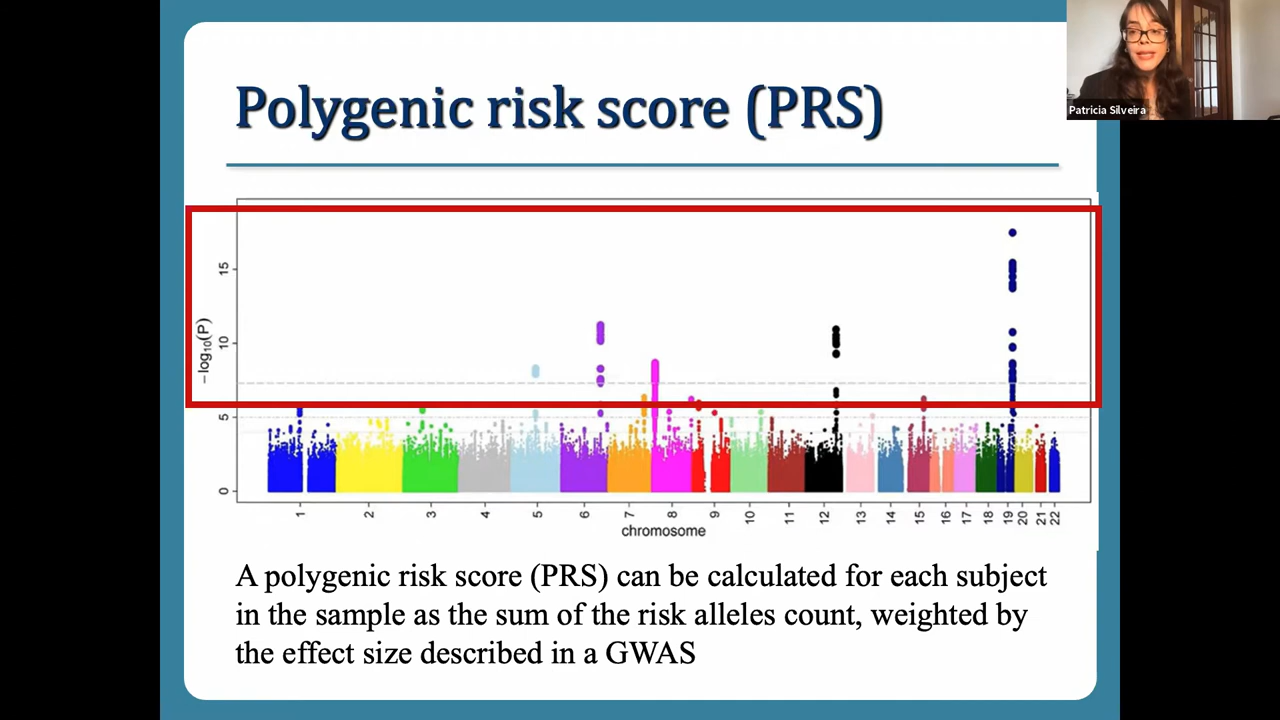 Polygenic risk score (PRS)
Patricia Silveira
15
10
5
0
−log10(P)
1 2 3 4 5 6 7 8 9 10 11 12 13 14 15 16 17 18 19 20 21 22
chromosome
A polygenic risk score (PRS) can be calculated for each subject
in the sample as the sum of the risk alleles count, weighted by
the effect size described in a GWAS